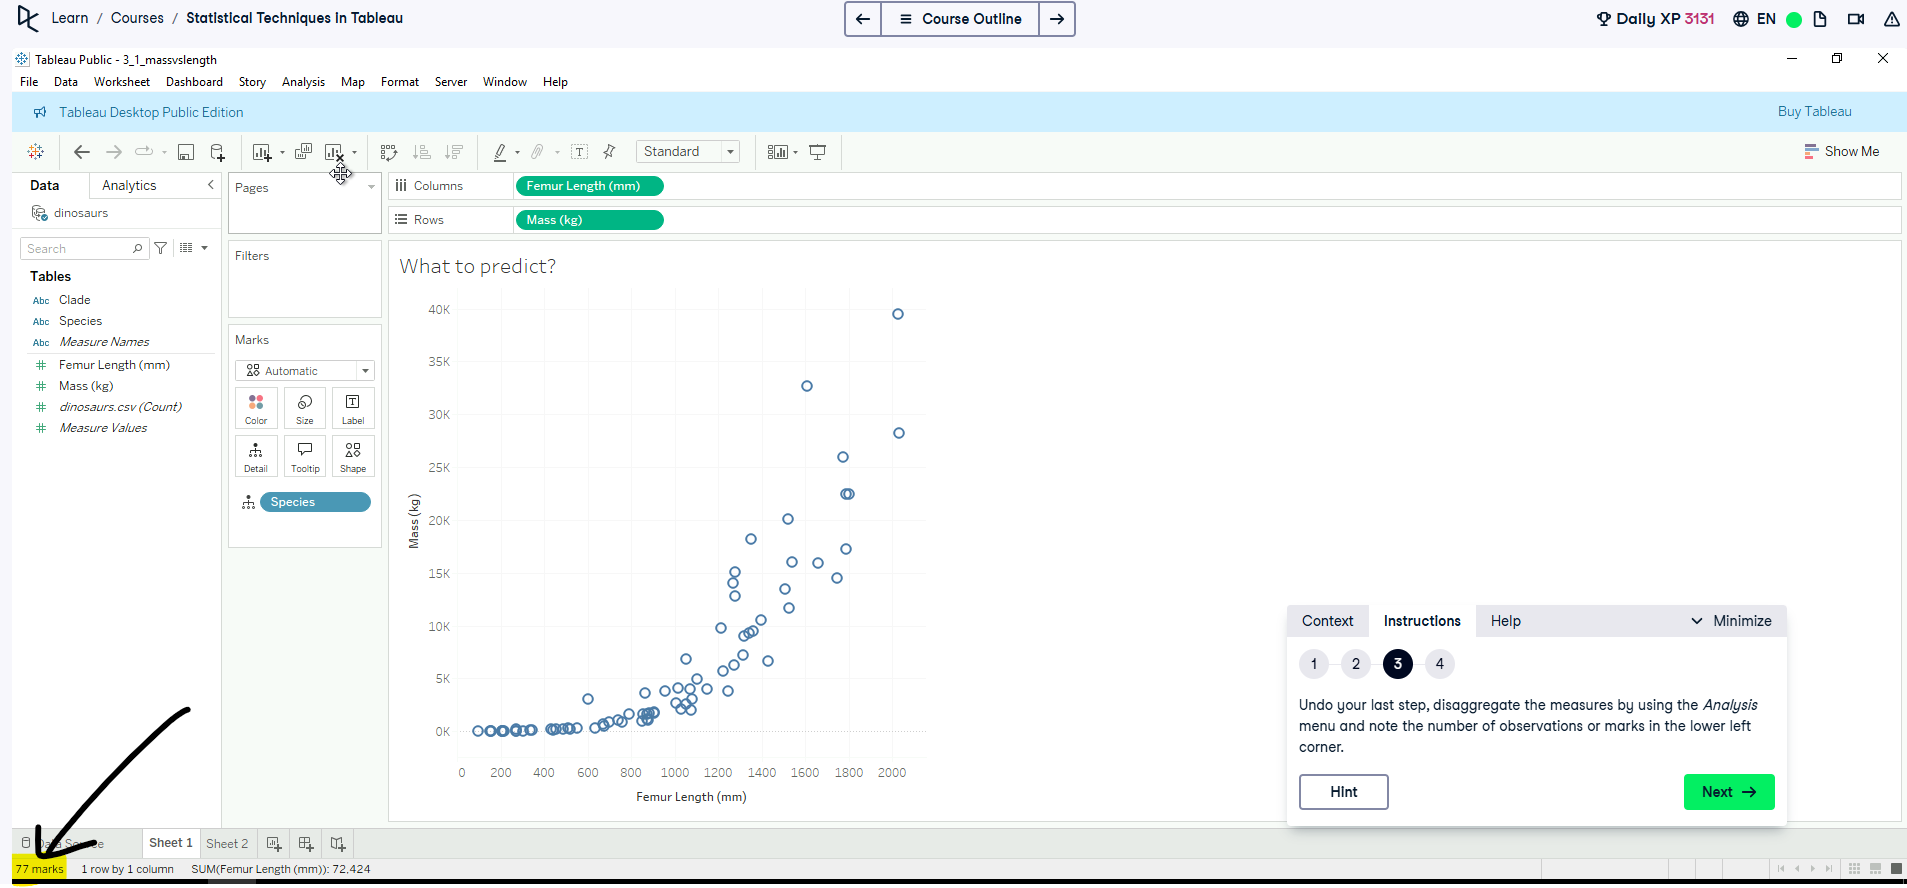 Learn / Courses / Statistical Techniques in Tableau
Course Outline
Daily XP 3131
EN
Tableau Public - 3_1_massvslength
File Data Worksheet Dashboard Story Analysis Map Format Server Window Help
Tableau Desktop Public Edition
Buy Tableau
Standard
Show Me
Data
Analytics
dinosaurs
Search
Tables
Abc Clade
Abc Species
Abc Measure Names
# Femur Length (mm)
# Mass (kg)
# dinosaurs.csv (Count)
# Measure Values
Pages
Filters
Marks
Automatic
Color
Size
Label
Detail
Tooltip
Shape
Species
Columns
Femur Length (mm)
Rows
Mass (kg)
What to predict?
40K
35K
30K
25K
20K
15K
10K
5K
0K
Mass (kg)
0 200 400 600 800 1000 1200 1400 1600 1800 2000
Femur Length (mm)
Context
Instructions
Help
Minimize
1 2 3 4
Undo your last step, disaggregate the measures by using the Analysis
menu and note the number of observations or marks in the lower left
corner.
Hint
Next
Data Source
Sheet 1
Sheet 2
77 marks
1 row by 1 column
SUM(Femur Length (mm)): 72,424